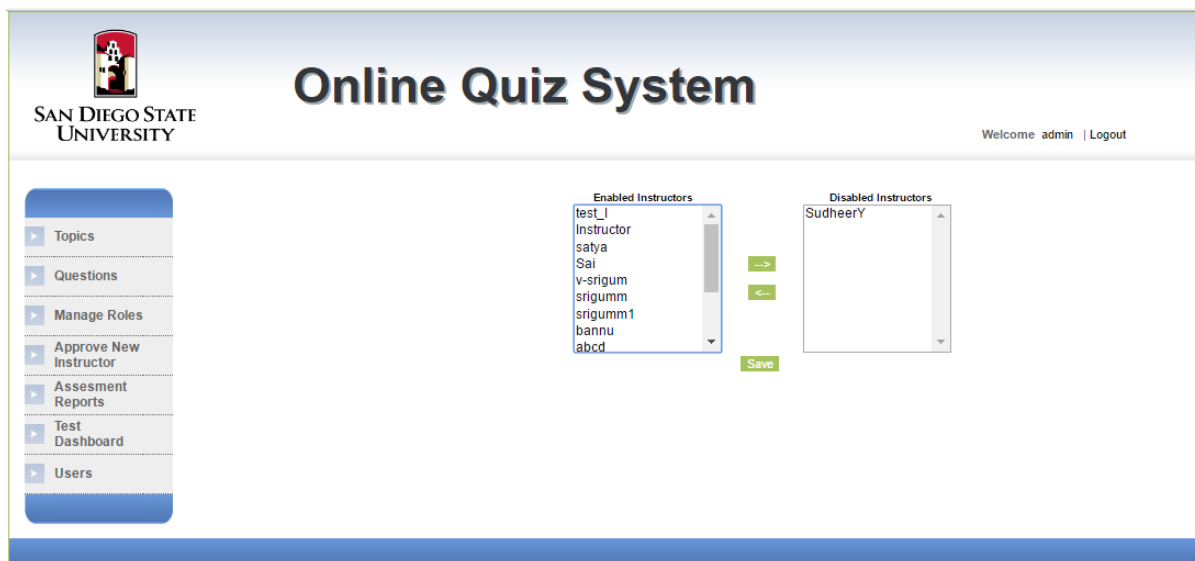 SAN DIEGO STATE
UNIVERSITY
Online Quiz System
Welcome admin | Logout
Topics
Questions
Manage Roles
Approve New
Instructor
Assesment
Reports
Test
Dashboard
Users
Enabled Instructors
test_I
Instructor
satya
Sai
v-srigum
srigumm
srigumm1
bannu
abcd
-->
<--
Save
Disabled Instructors
SudheerY